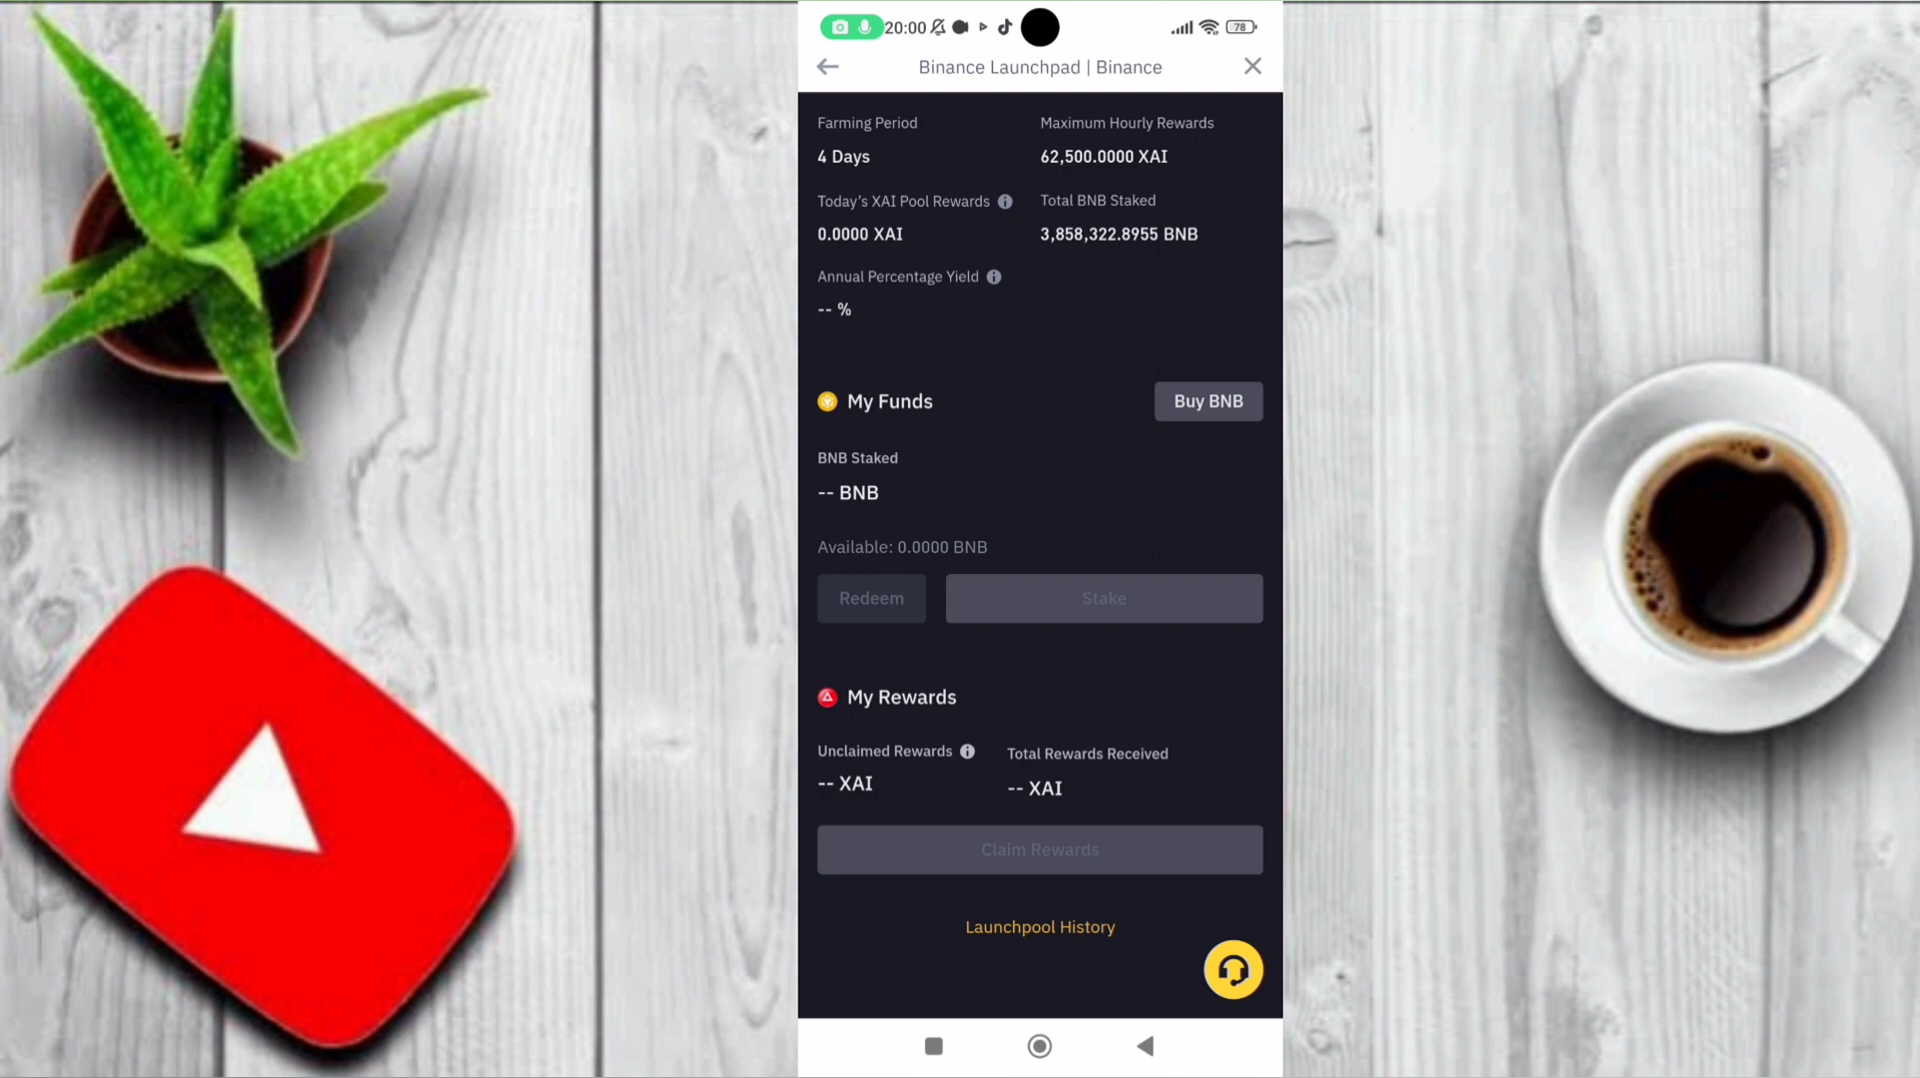 20:00
78
Binance Launchpad | Binance
Farming Period
Maximum Hourly Rewards
4 Days
62,500.0000 XAI
Today's XAI Pool Rewards
Total BNB Staked
0.0000 XAI
3,858,322.8955 BNB
Annual Percentage Yield
-- %
My Funds
Buy BNB
BNB Staked
-- BNB
Available: 0.0000 BNB
Redeem
Stake
My Rewards
Unclaimed Rewards
Total Rewards Received
-- XAI
-- XAI
Claim Rewards
Launchpool History